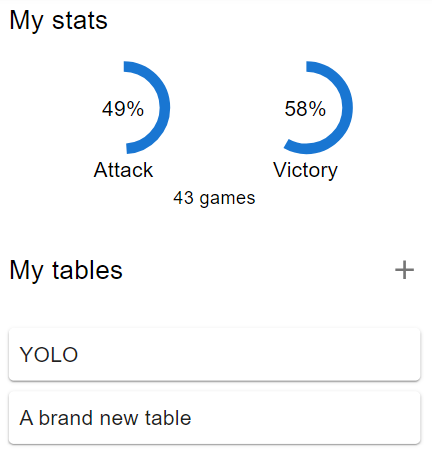 My stats
49% 58%
Attack Victory
43 games
My tables
YOLO
A brand new table